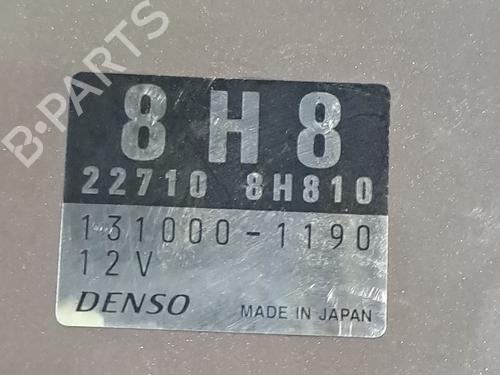 B-PARTS
8H8
22710 8H810
131000-1190
12V
DENSO MADE IN JAPAN